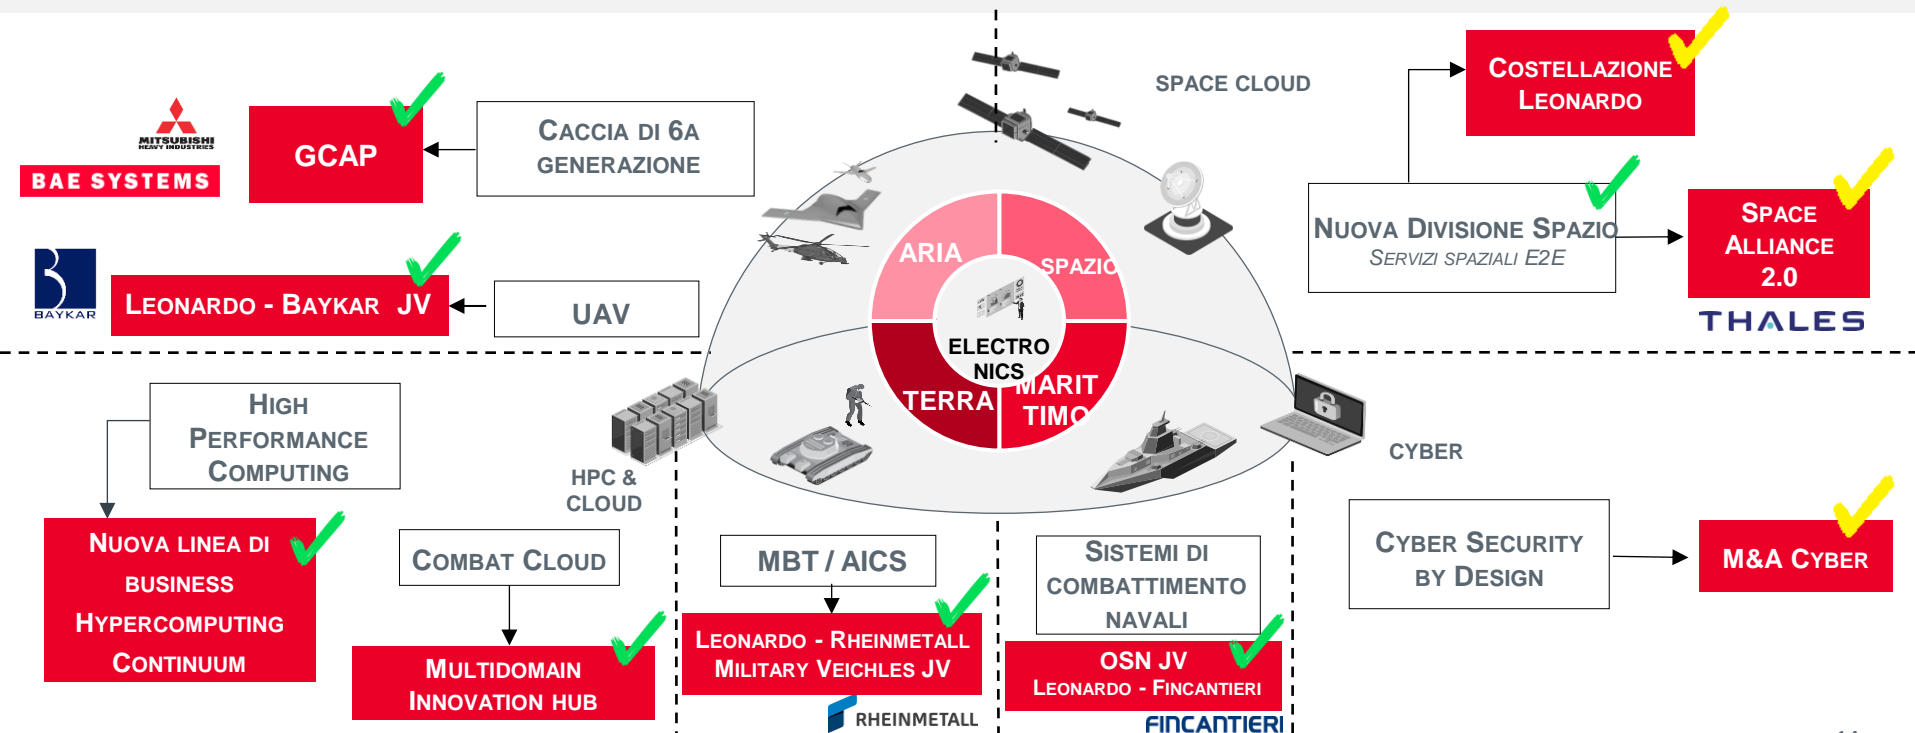 SPACE CLOUD
COSTELLAZIONE
LEONARDO
MITSUBISHI
HEAVY INDUSTRIES
BAE SYSTEMS
GCAP
CACCIA DI 6A
GENERAZIONE
NUOVA DIVISIONE SPAZIO
SERVIZI SPAZIALI E2E
SPACE
ALLIANCE
2.0
THALES
BAYKAR
LEONARDO - BAYKAR JV
UAV
ARIA
SPAZIO
ELECTRO
NICS
TERRA
MARIT
TIMO
HIGH
PERFORMANCE
COMPUTING
HPC &
CLOUD
CYBER
NUOVA LINEA DI
BUSINESS
HYPERCOMPUTING
CONTINUUM
COMBAT CLOUD
MULTIDOMAIN
INNOVATION HUB
MBT / AICS
LEONARDO - RHEINMETALL
MILITARY VEICHLES JV
RHEINMETALL
SISTEMI DI
COMBATTIMENTO
NAVALI
OSN JV
LEONARDO - FINCANTIERI
FINCANTIERI
CYBER SECURITY
BY DESIGN
M&A CYBER